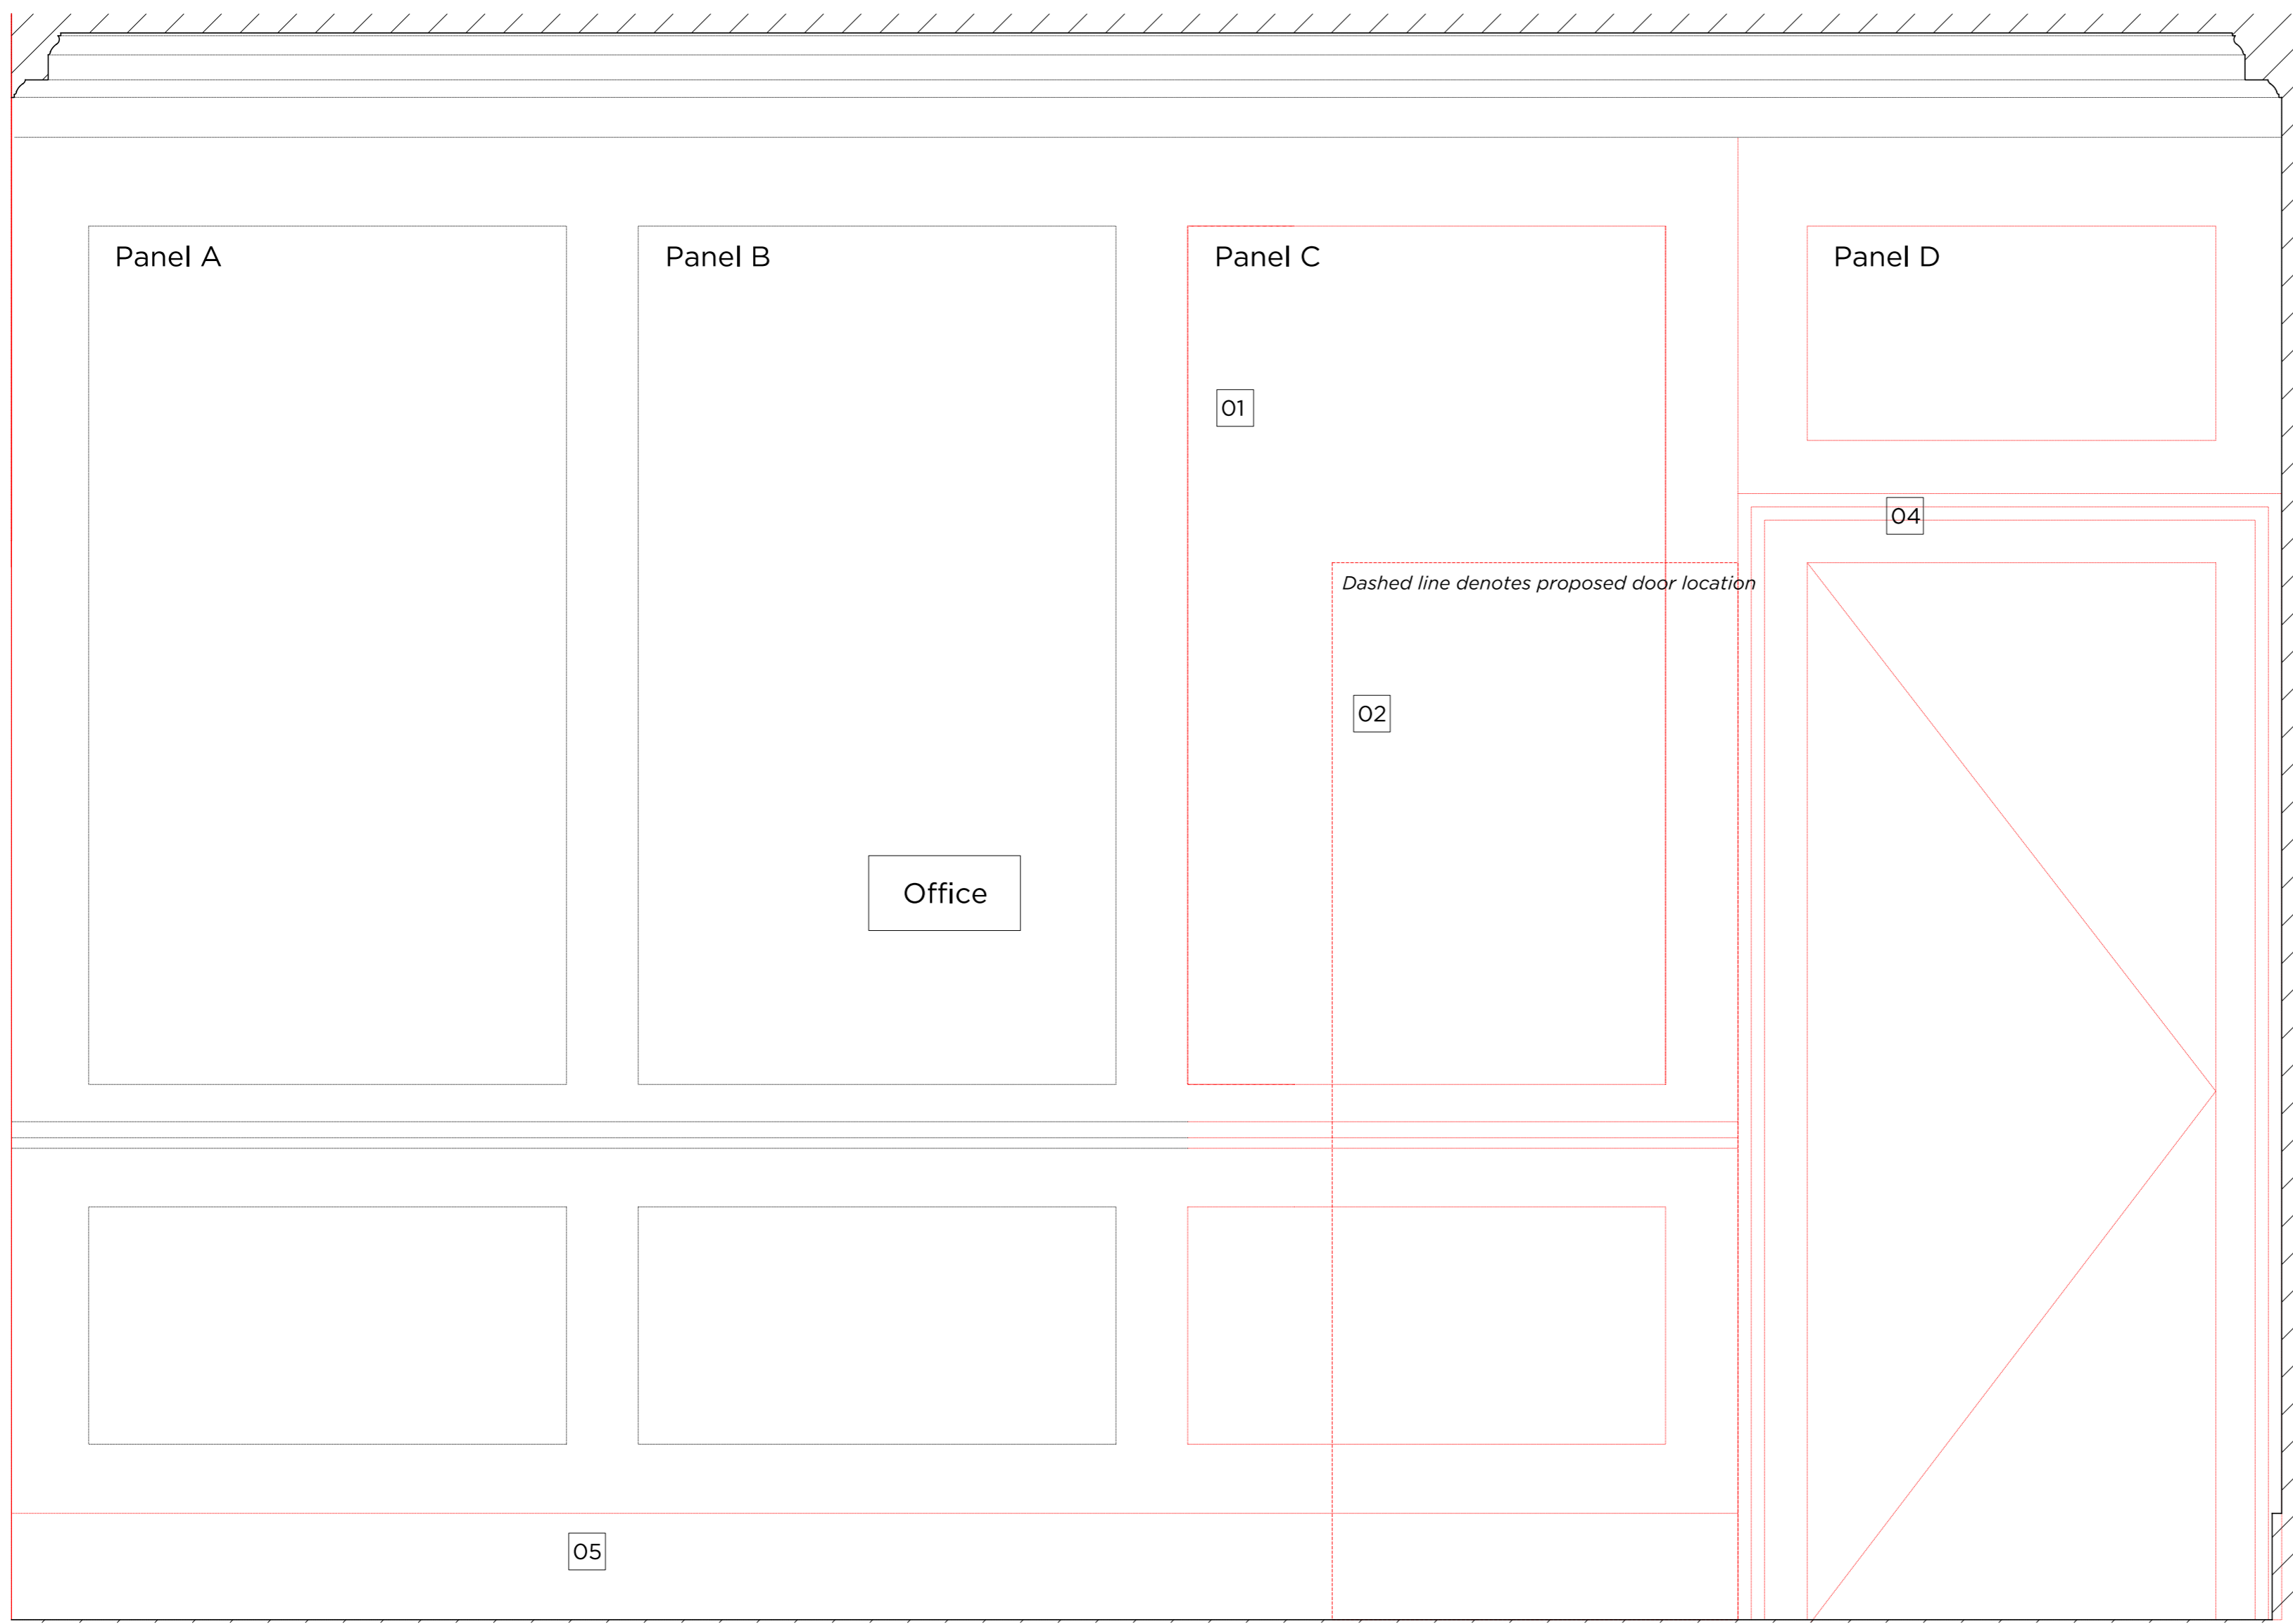 Panel A
Panel B
Panel C
Panel D
01
04
Dashed line denotes proposed door location
02
Office
05